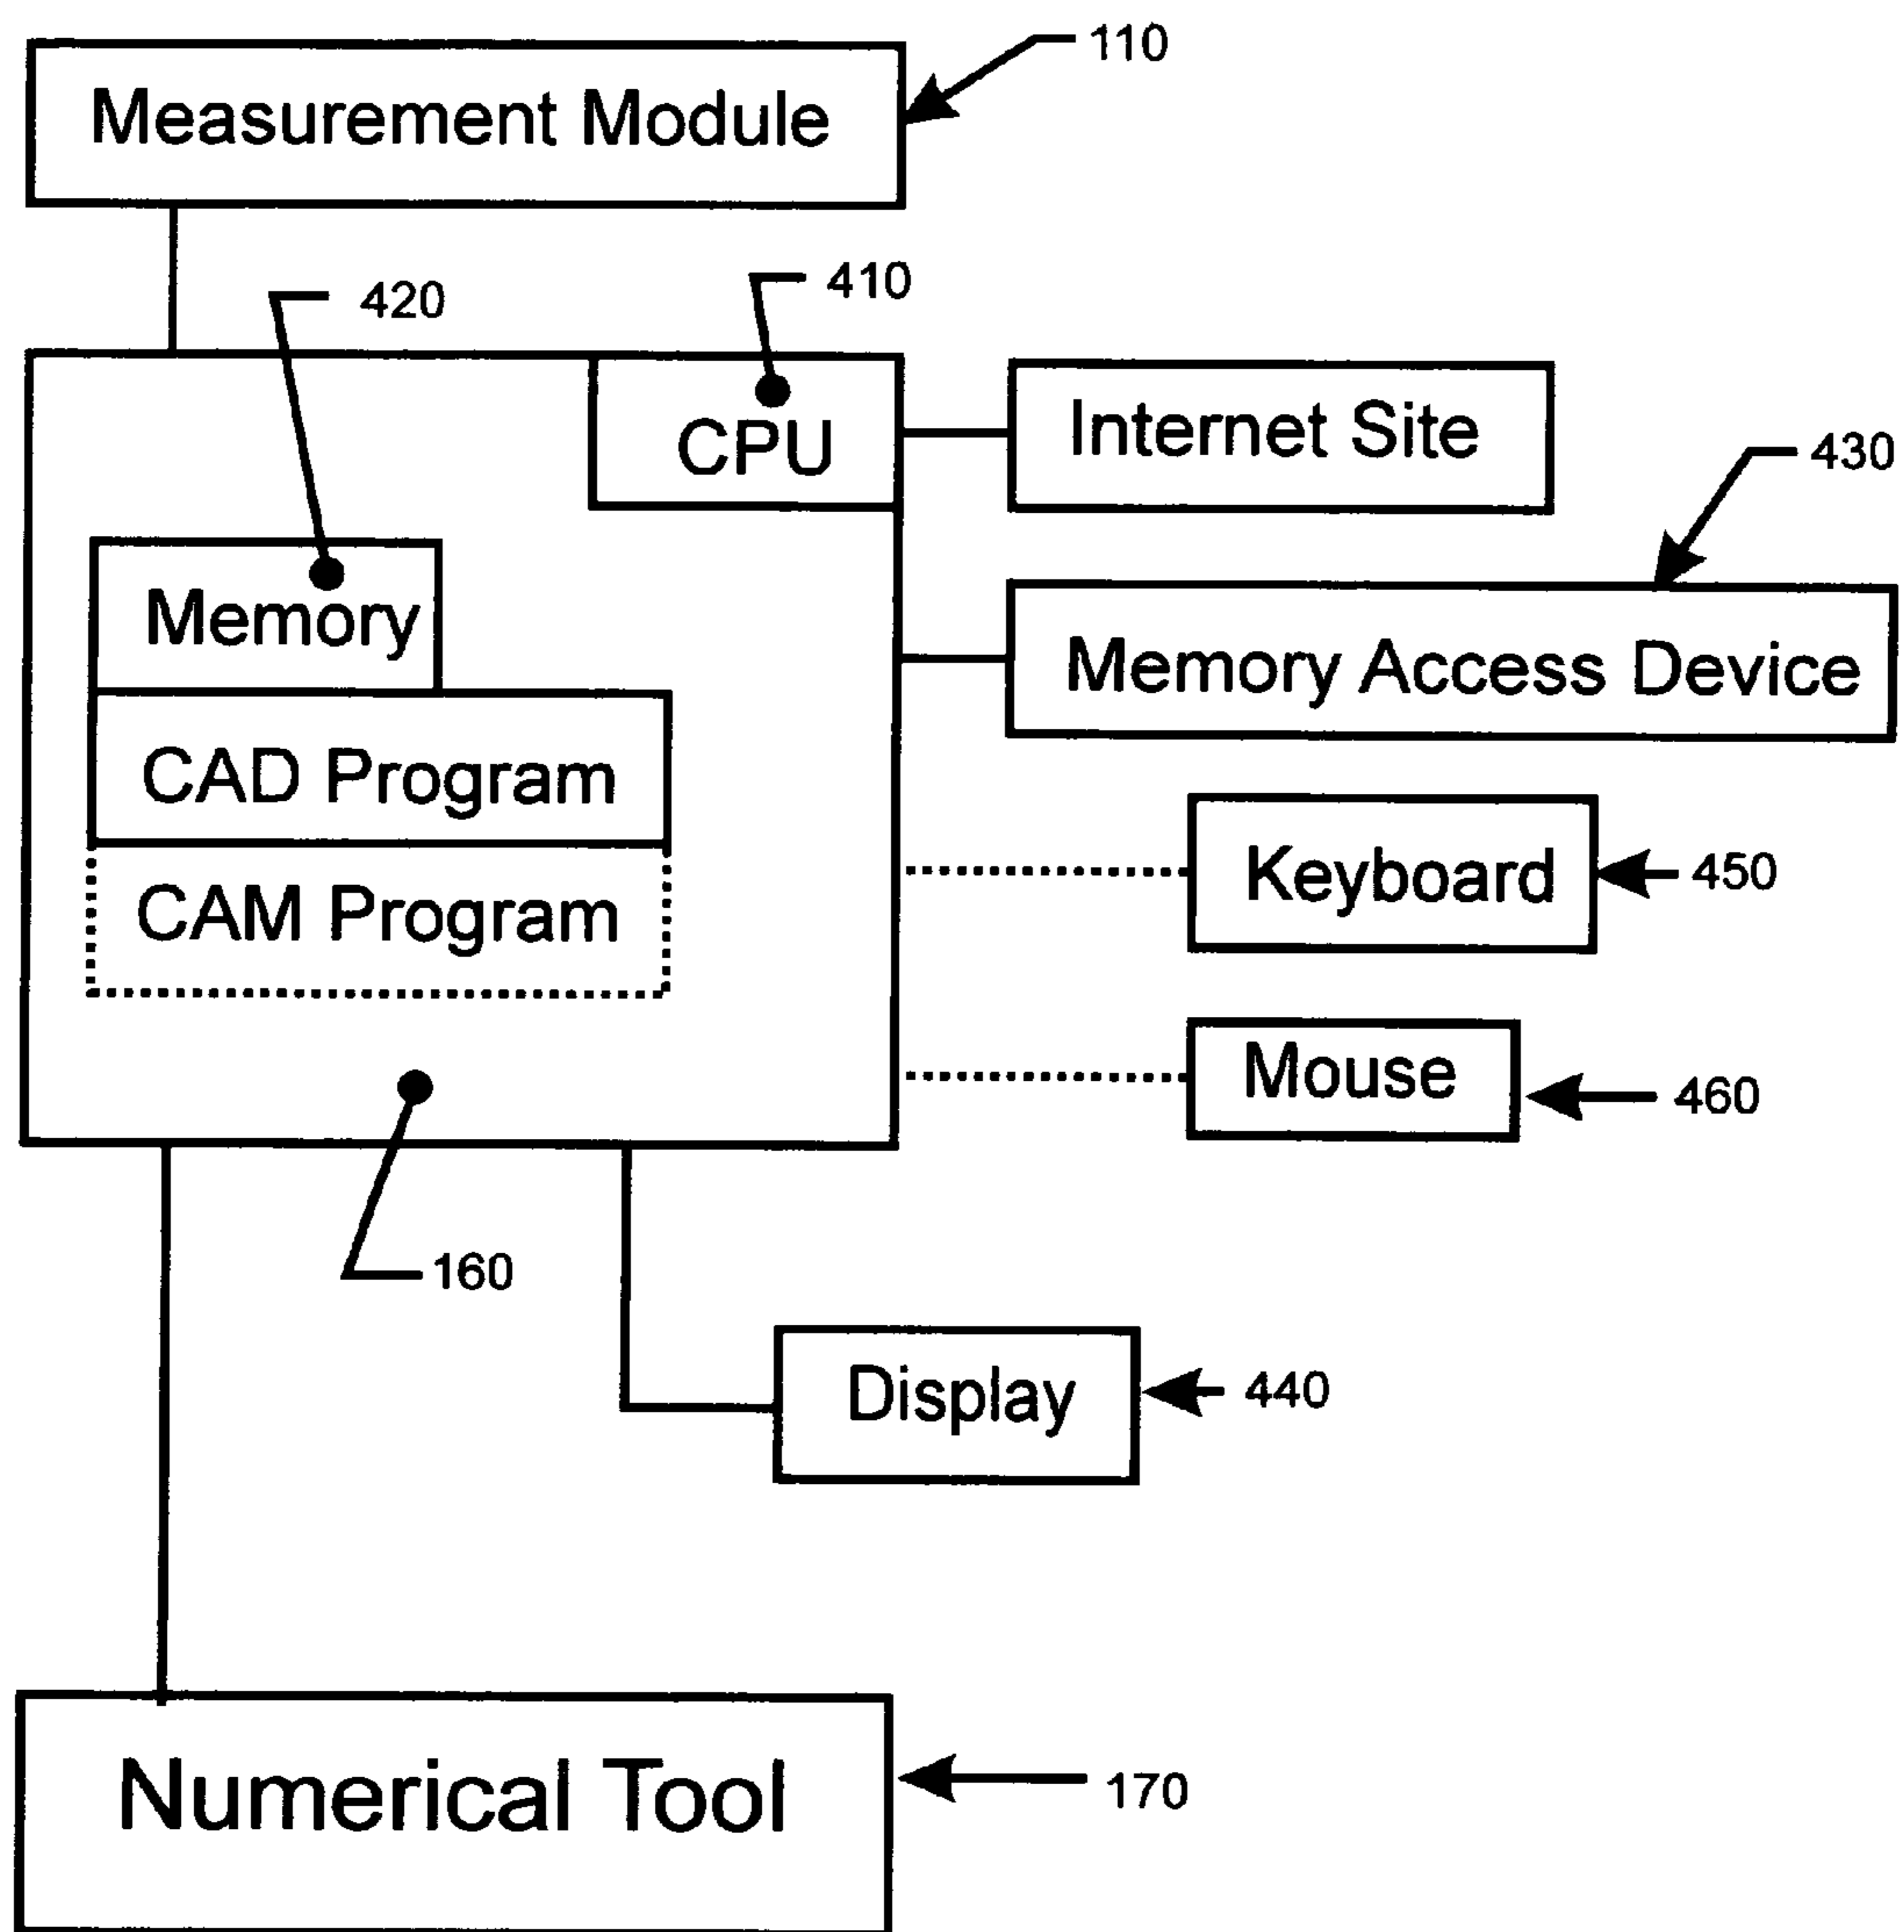 110
Measurement Module
420
410
CPU
Internet Site
430
Memory
Memory Access Device
CAD Program
CAM Program
Keyboard
450
Mouse
460
160
Display
440
Numerical Tool
170